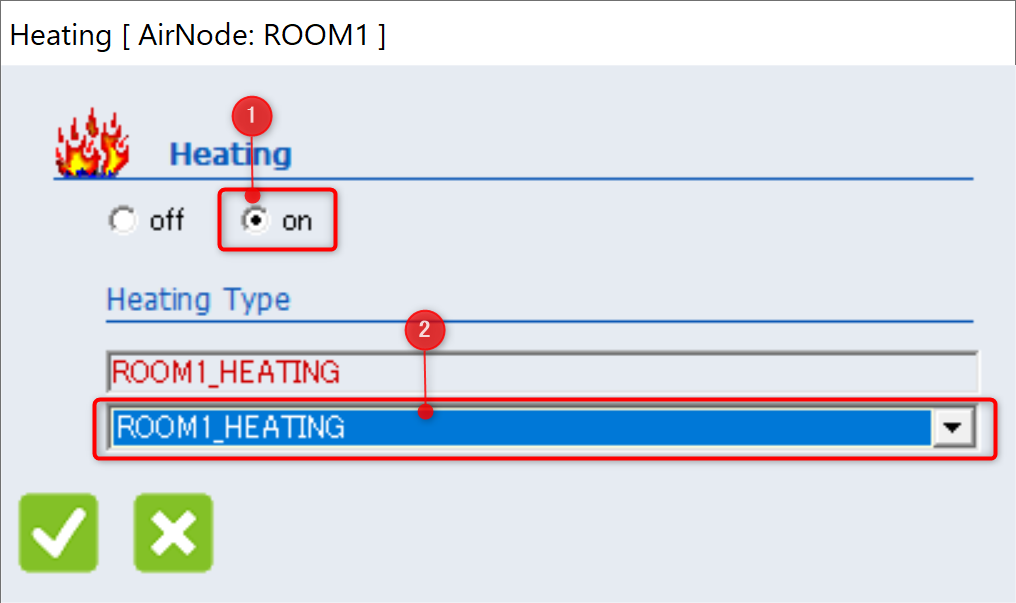 Heating [ AirNode: ROOM1 ]
1
Heating
off on
Heating Type
2
ROOM1_HEATING
ROOM1_HEATING